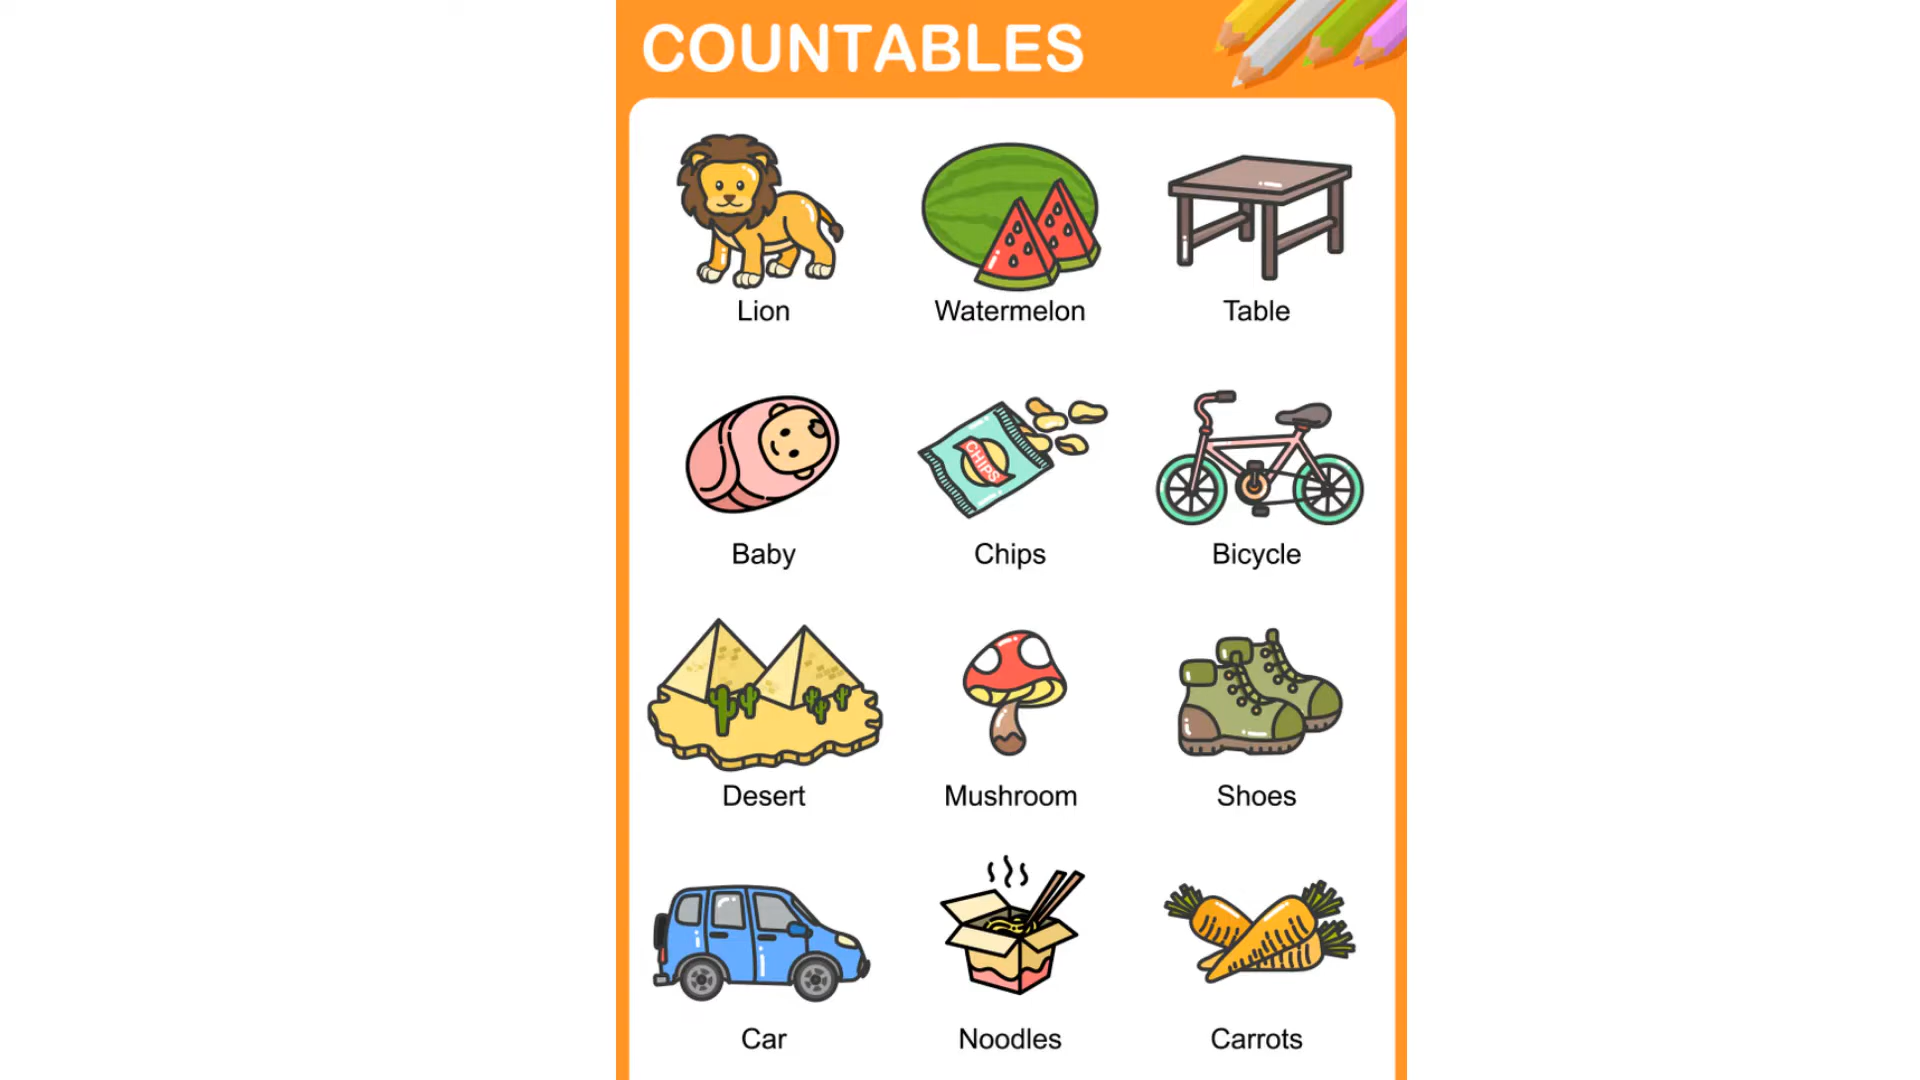 COUNTABLES
Lion Watermelon Table
CHIPS
Baby Chips Bicycle
Desert Mushroom Shoes
Car Noodles Carrots